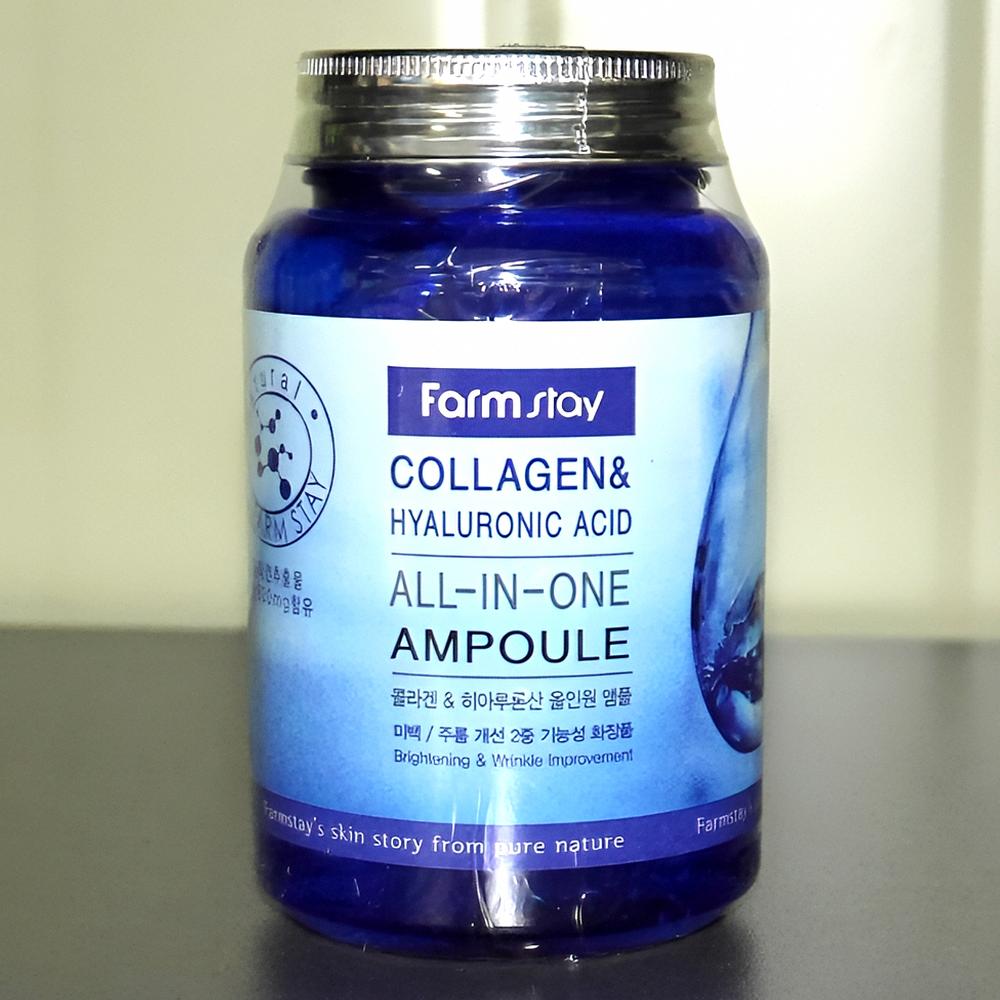 Farm stay
COLLAGEN&
HYALURONIC ACID
ALL-IN-ONE
AMPOULE
콜라겐 & 히아루론산 올인원 앰플
미백 / 주름 개선 2중 기능성 화장품
Brightening & Wrinkle Improvement
FARM STAY
Farmstay's skin story from pure nature
Farmstay's